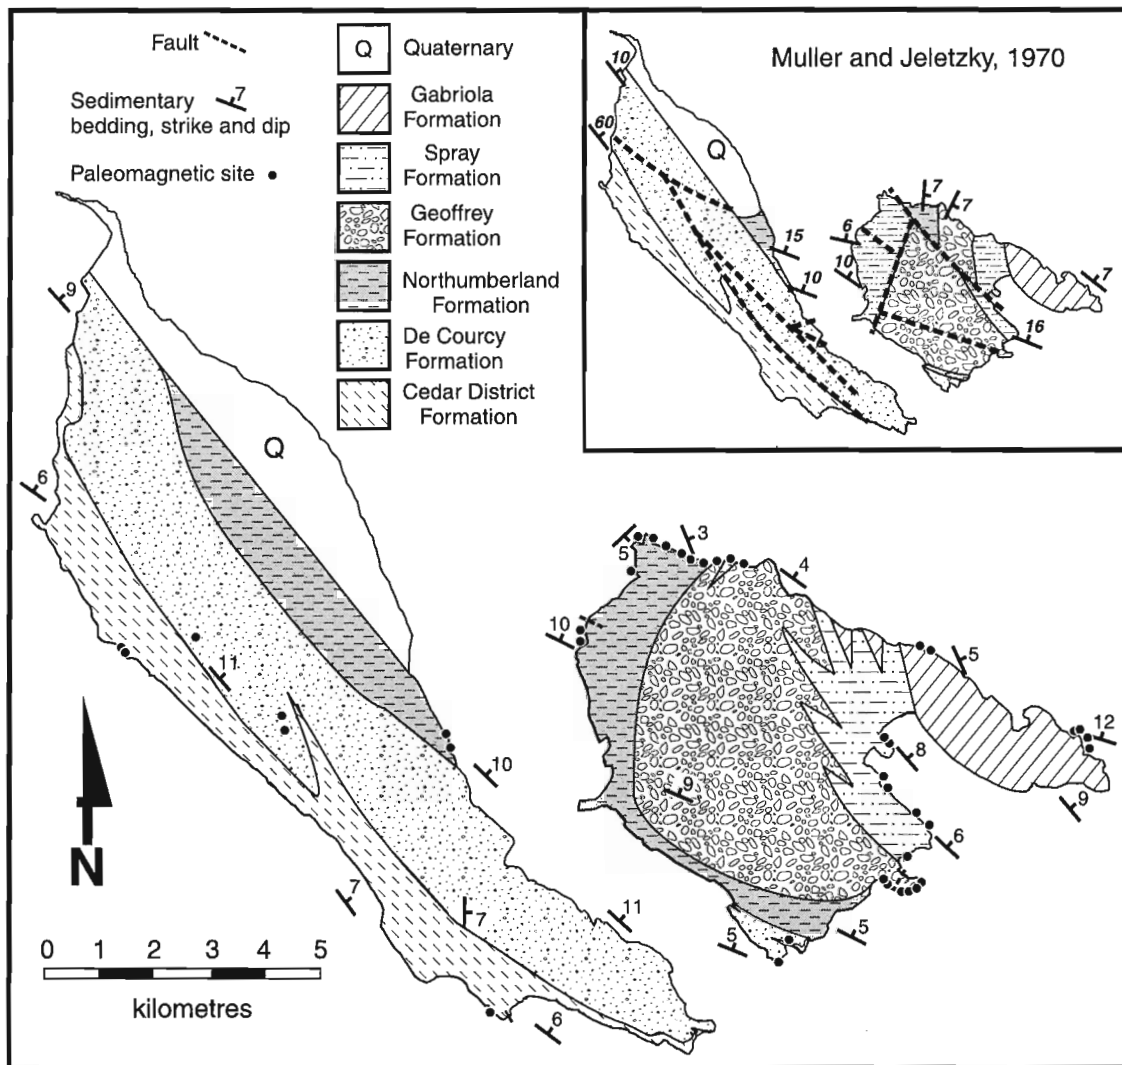 Fault
Sedimentary 7
bedding, strike and dip
Paleomagnetic site
Q Quaternary
Gabriola
Formation
Spray
Formation
Geoffrey
Formation
Northumberland
Formation
De Courcy
Formation
Cedar District
Formation
Muller and Jeletzky, 1970
10
60
Q
15
10
7
7
6
10
7
16
9
Q
6
11
10
7
7
11
6
5
3
4
10
5
12
8
9
9
6
5
5
N
0 1 2 3 4 5
kilometres